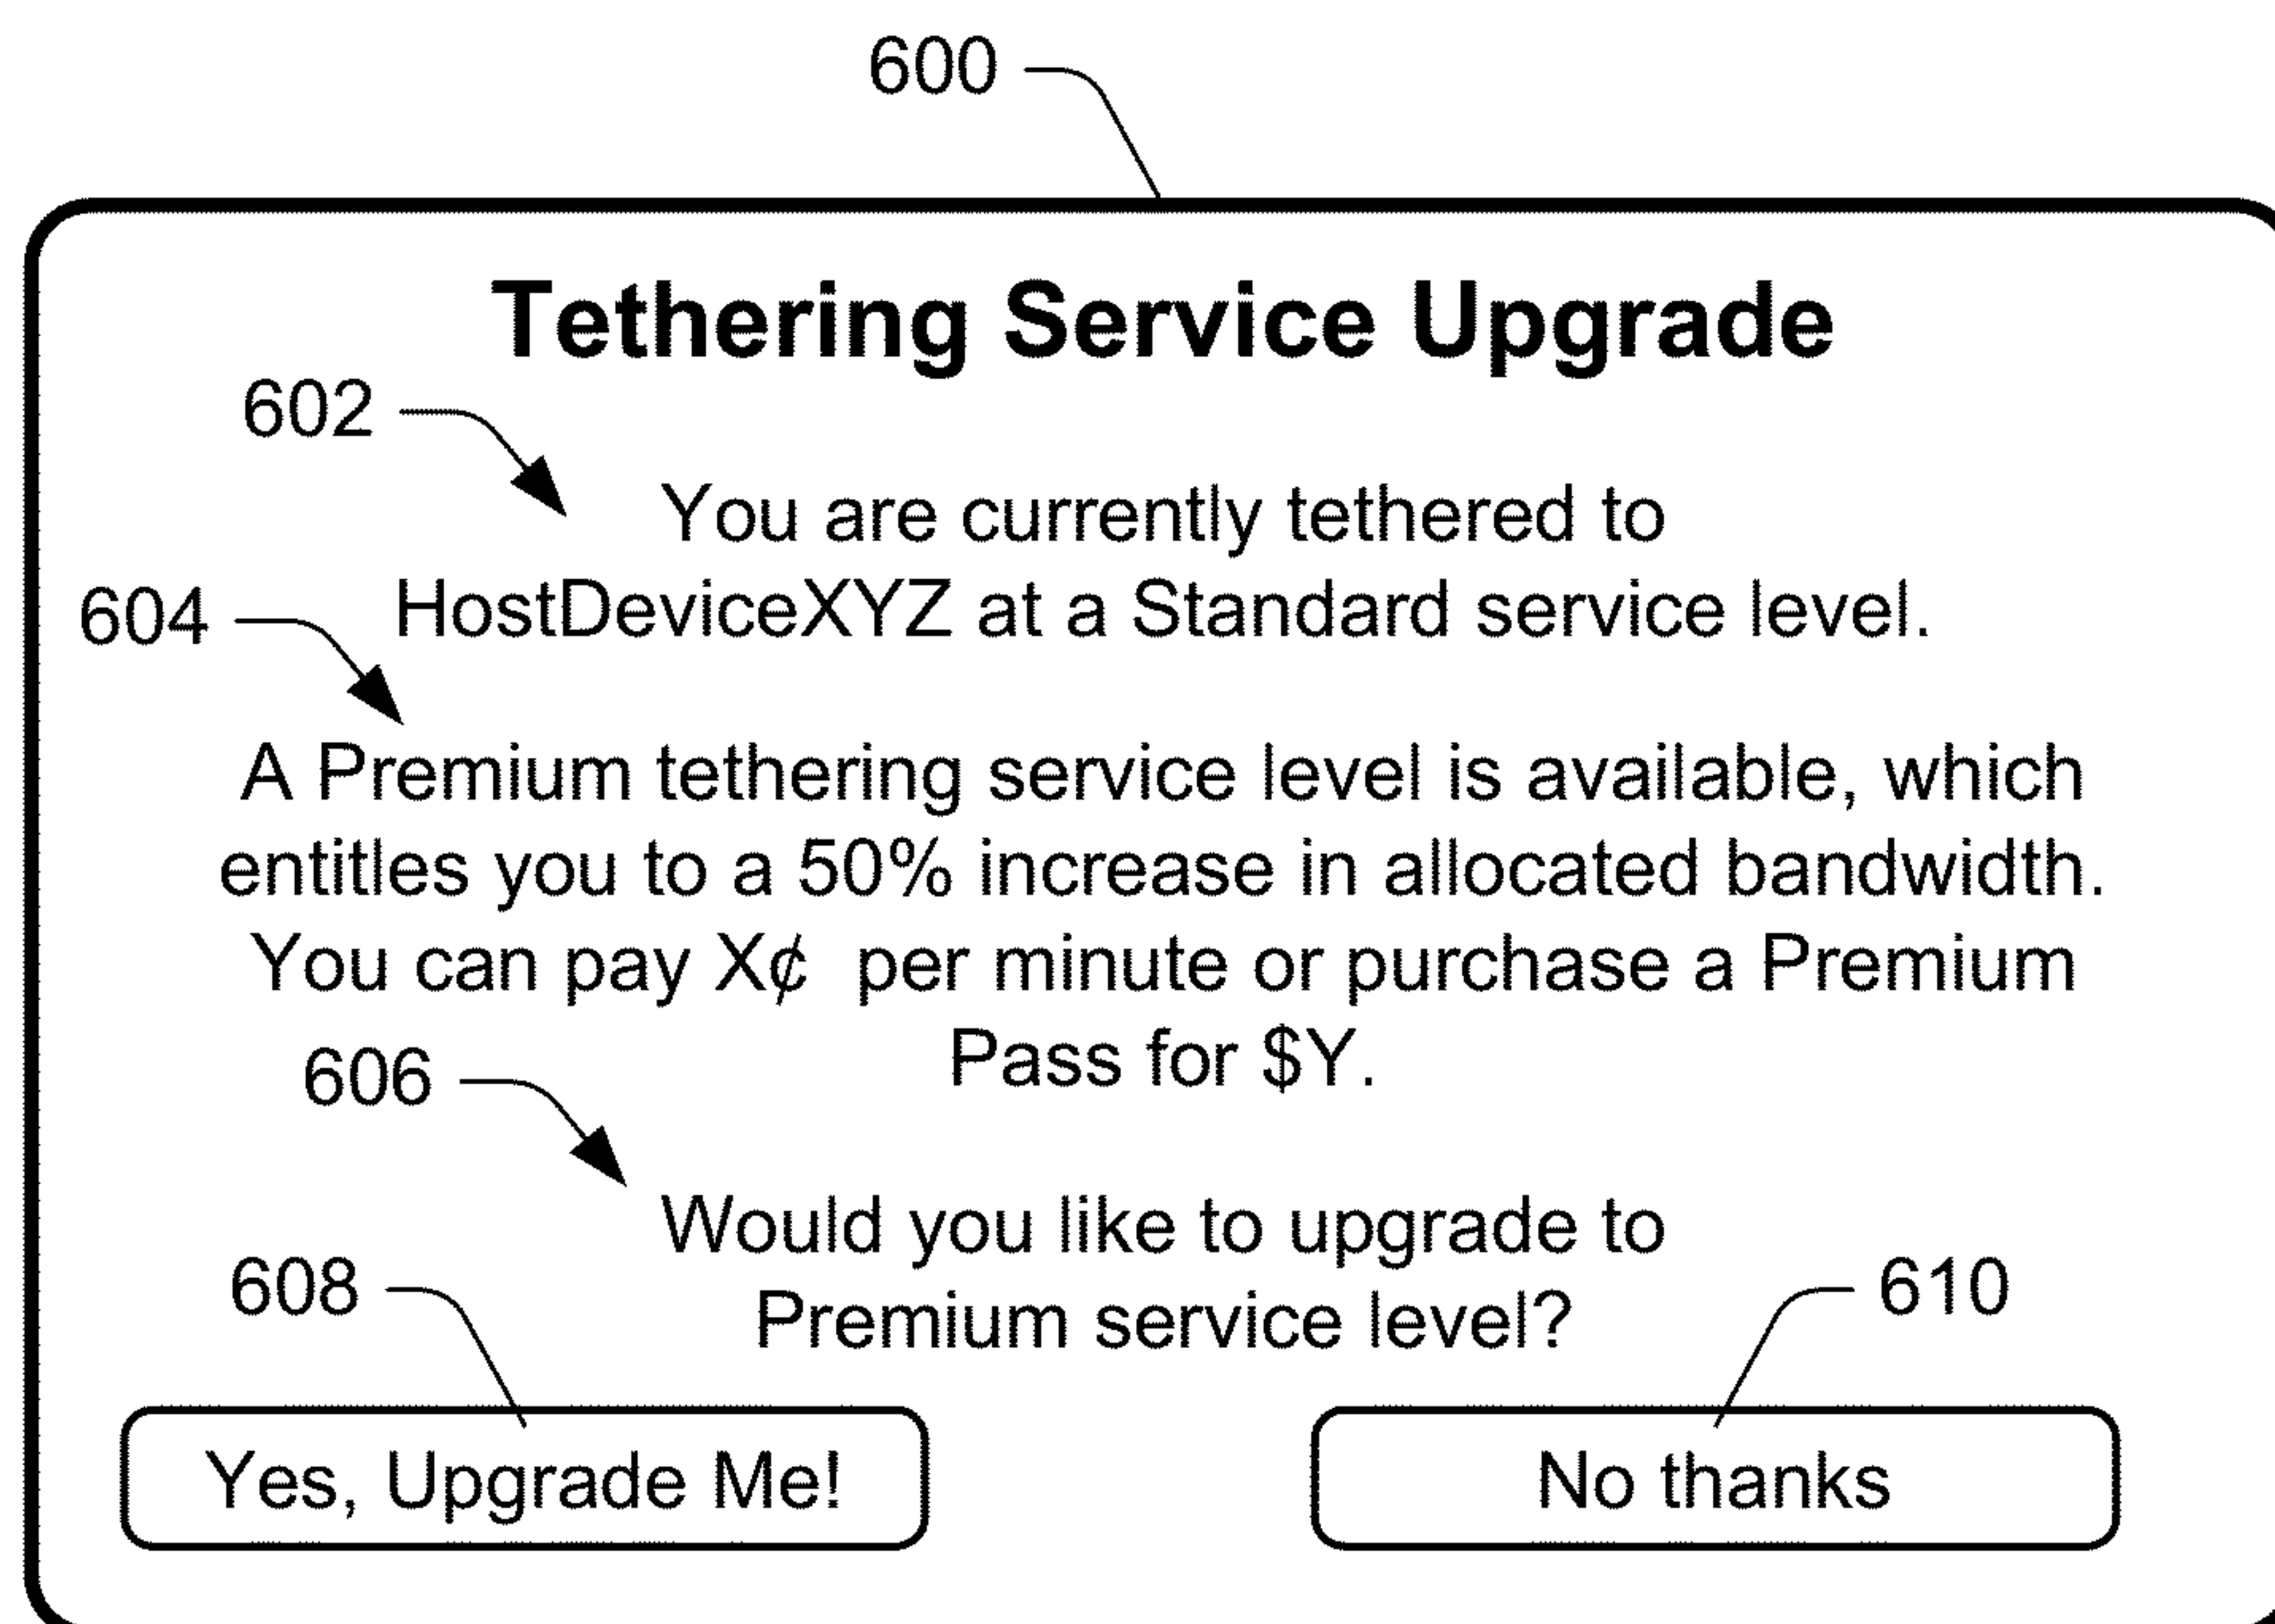 600
Tethering Service Upgrade
602
You are currently tethered to
604
HostDeviceXYZ at a Standard service level.
A Premium tethering service level is available, which
entitles you to a 50% increase in allocated bandwidth.
You can pay X¢ per minute or purchase a Premium
Pass for $Y.
606
Would you like to upgrade to
608
610
Premium service level?
Yes, Upgrade Me!
No thanks